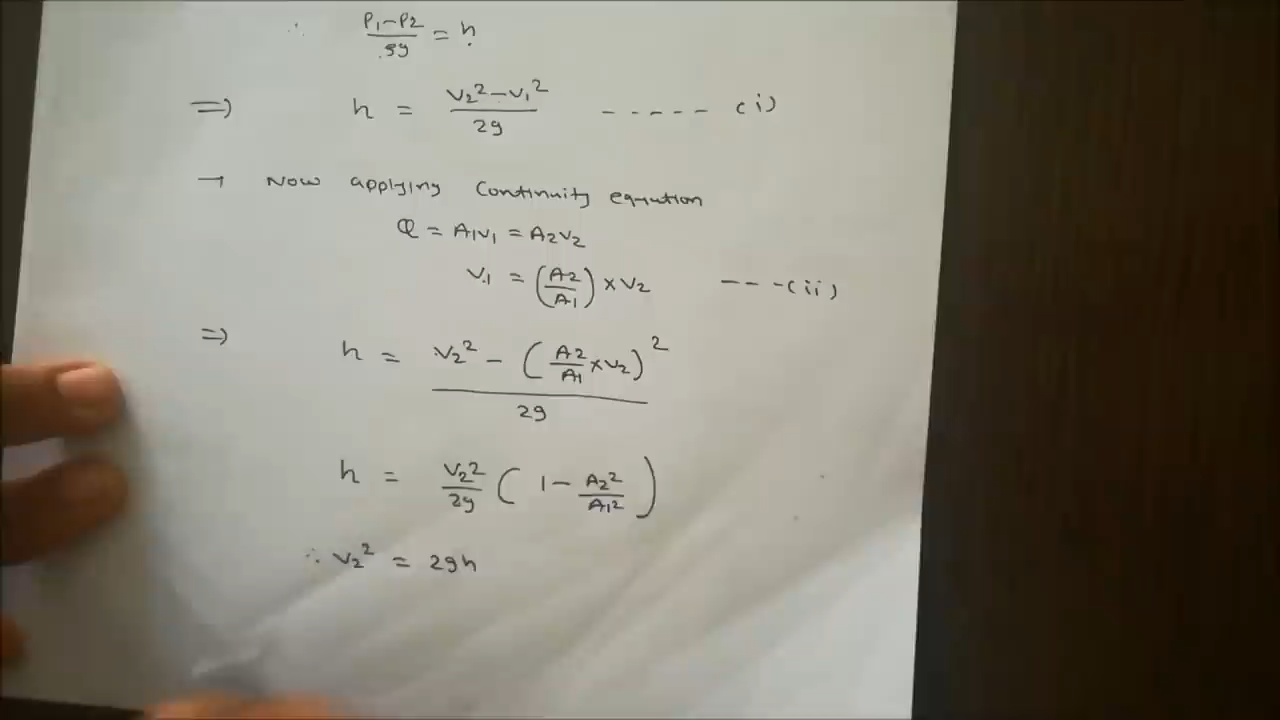 ∴ P₁-P₂/ρg = h
⇒ h = V₂²-V₁²/2g ----- (i)
→ Now applying Continuity equation
Q = A₁V₁ = A₂V₂
V₁ = (A₂/A₁) × V₂ ---(ii)
⇒ h = V₂² - (A₂/A₁ × V₂)²/2g
h = V₂²/2g (1 - A₂²/A₁²)
∴ V₂² = 2gh